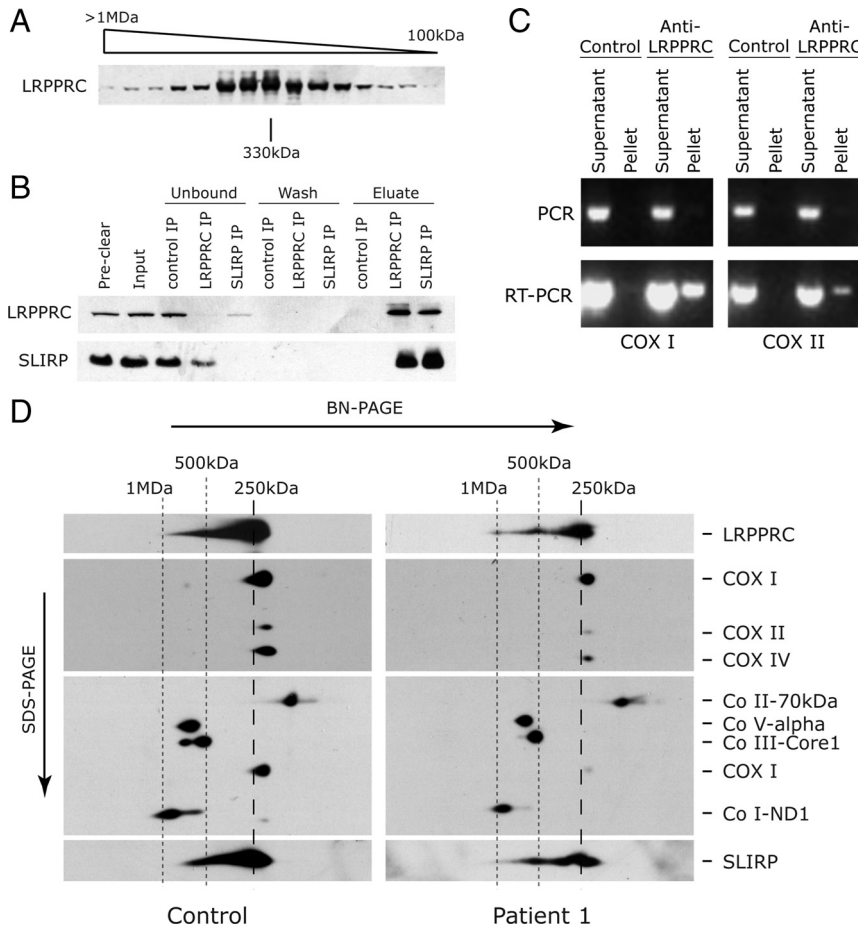 A
>1MDa
100kDa
LRPPRC
330kDa
B
Unbound
Wash
Eluate
Pre-clear
Input
control IP
LRPPRC IP
SLIRP IP
control IP
LRPPRC IP
SLIRP IP
control IP
LRPPRC IP
SLIRP IP
LRPPRC
SLIRP
C
Control
Anti-
LRPPRC
Control
Anti-
LRPPRC
Supernatant
Pellet
Supernatant
Pellet
Supernatant
Pellet
Supernatant
Pellet
PCR
RT-PCR
COX I
COX II
D
BN-PAGE
500kDa
1MDa
250kDa
500kDa
1MDa
250kDa
SDS-PAGE
LRPPRC
COX I
COX II
COX IV
Co II-70kDa
Co V-alpha
Co III-Core1
COX I
Co I-ND1
SLIRP
Control
Patient 1